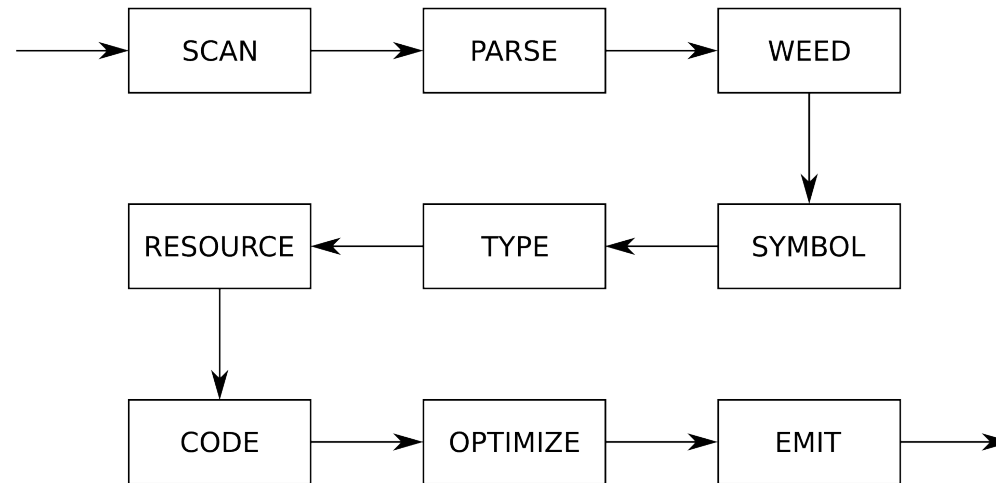 SCAN
PARSE
WEED
SYMBOL
TYPE
RESOURCE
CODE
OPTIMIZE
EMIT